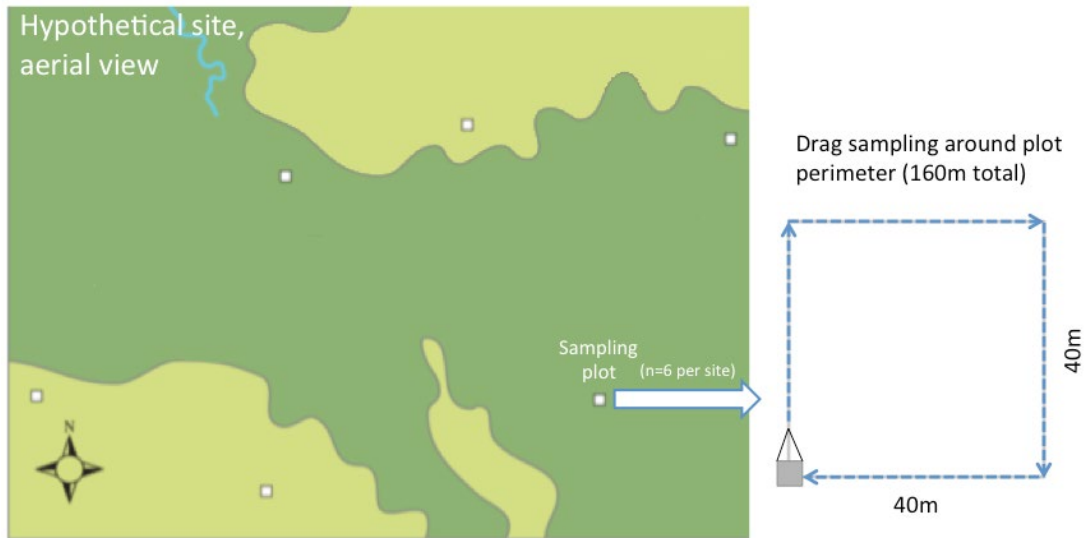 Hypothetical site,
aerial view
Drag sampling around plot
perimeter (160m total)
Sampling
plot
(n=6 per site)
40m
40m
N